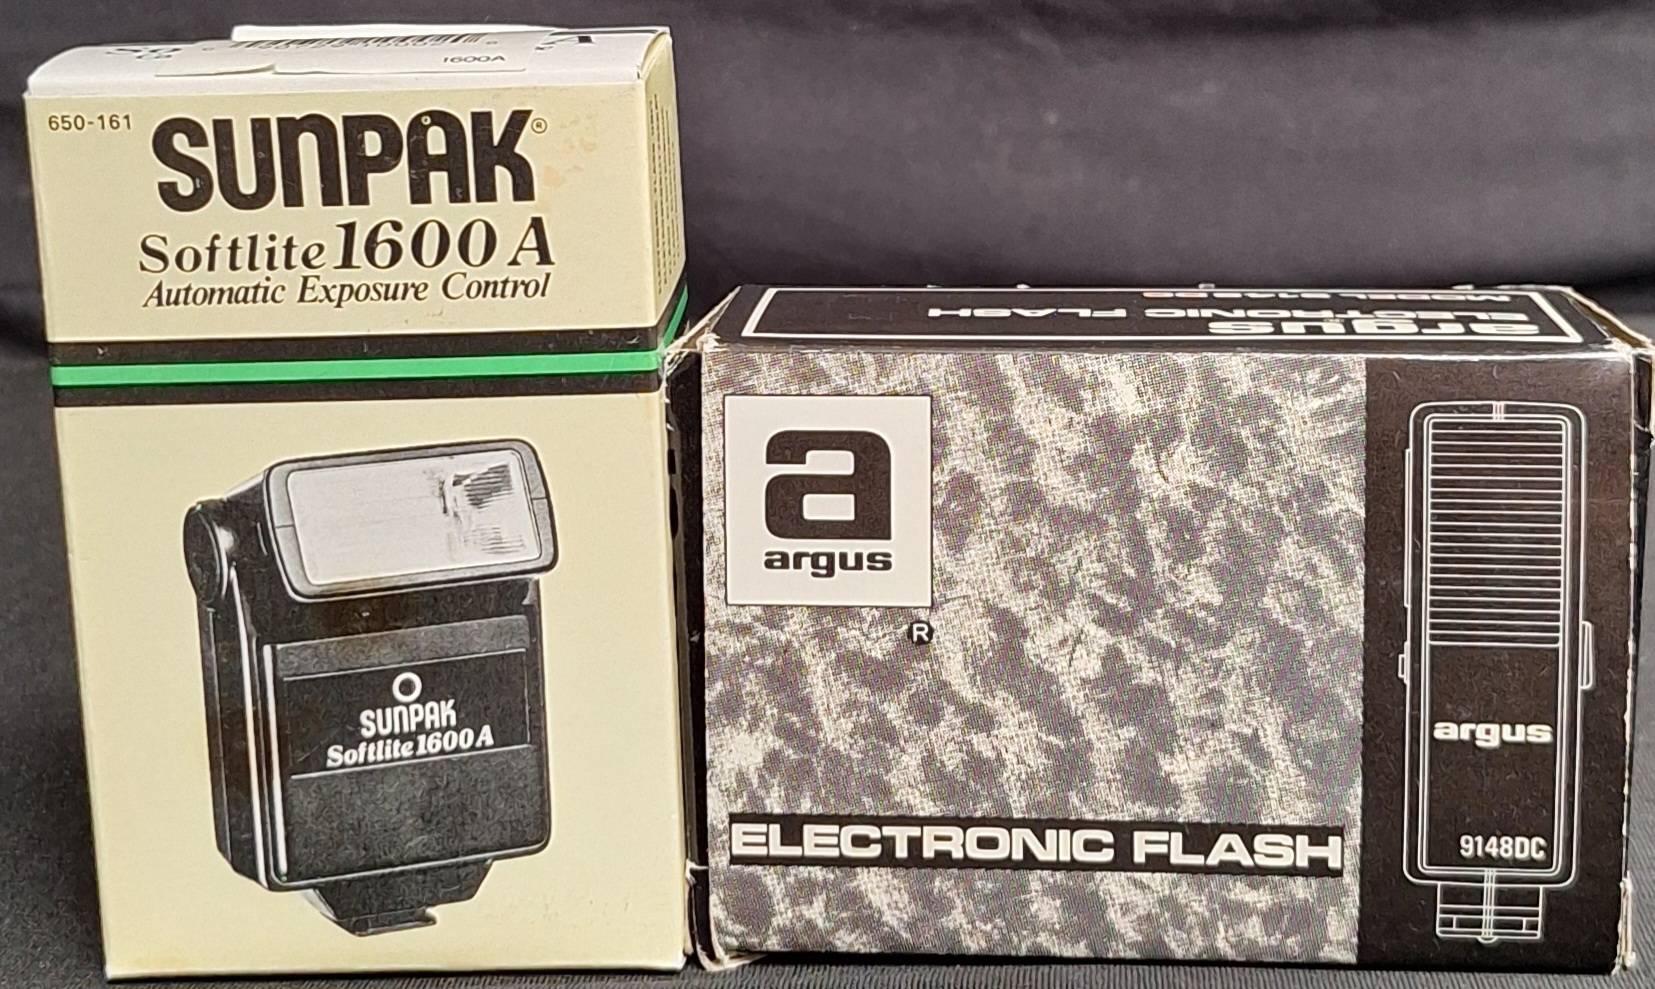 1600A
650-161
SUNPAK®
Softlite 1600 A
Automatic Exposure Control
SUNPAK
Softlite 1600 A
argus
ELECTRONIC FLASH
a
argus
®
ELECTRONIC FLASH
argus
9148DC